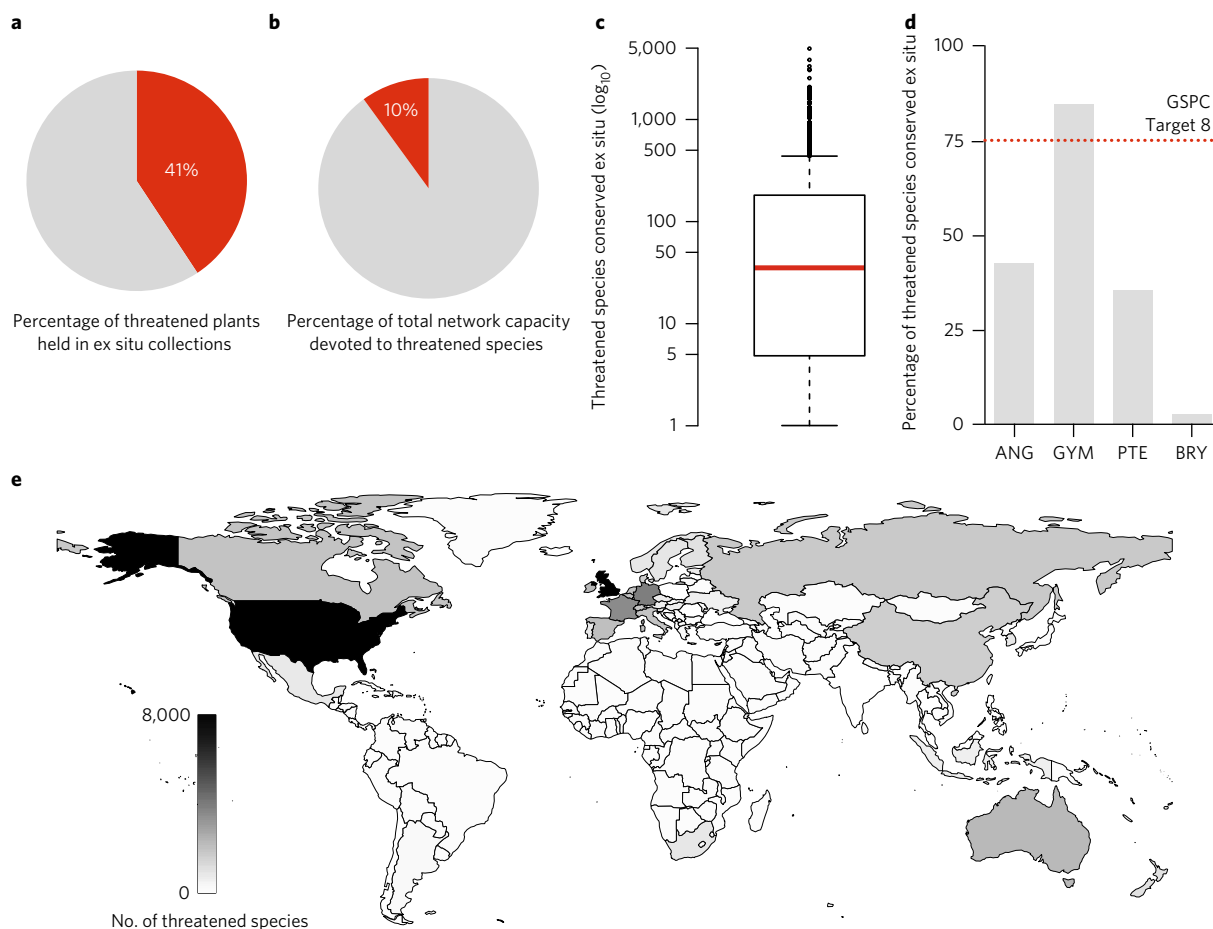 a
41%
Percentage of threatened plants
held in ex situ collections
b
10%
Percentage of total network capacity
devoted to threatened species
c
Threatened species conserved ex situ (log10)
5,000
1,000
500
100
50
10
5
1
d
Percentage of threatened species conserved ex situ
100
75
50
25
0
GSPC
Target 8
ANG GYM PTE BRY
e
8,000
0
No. of threatened species